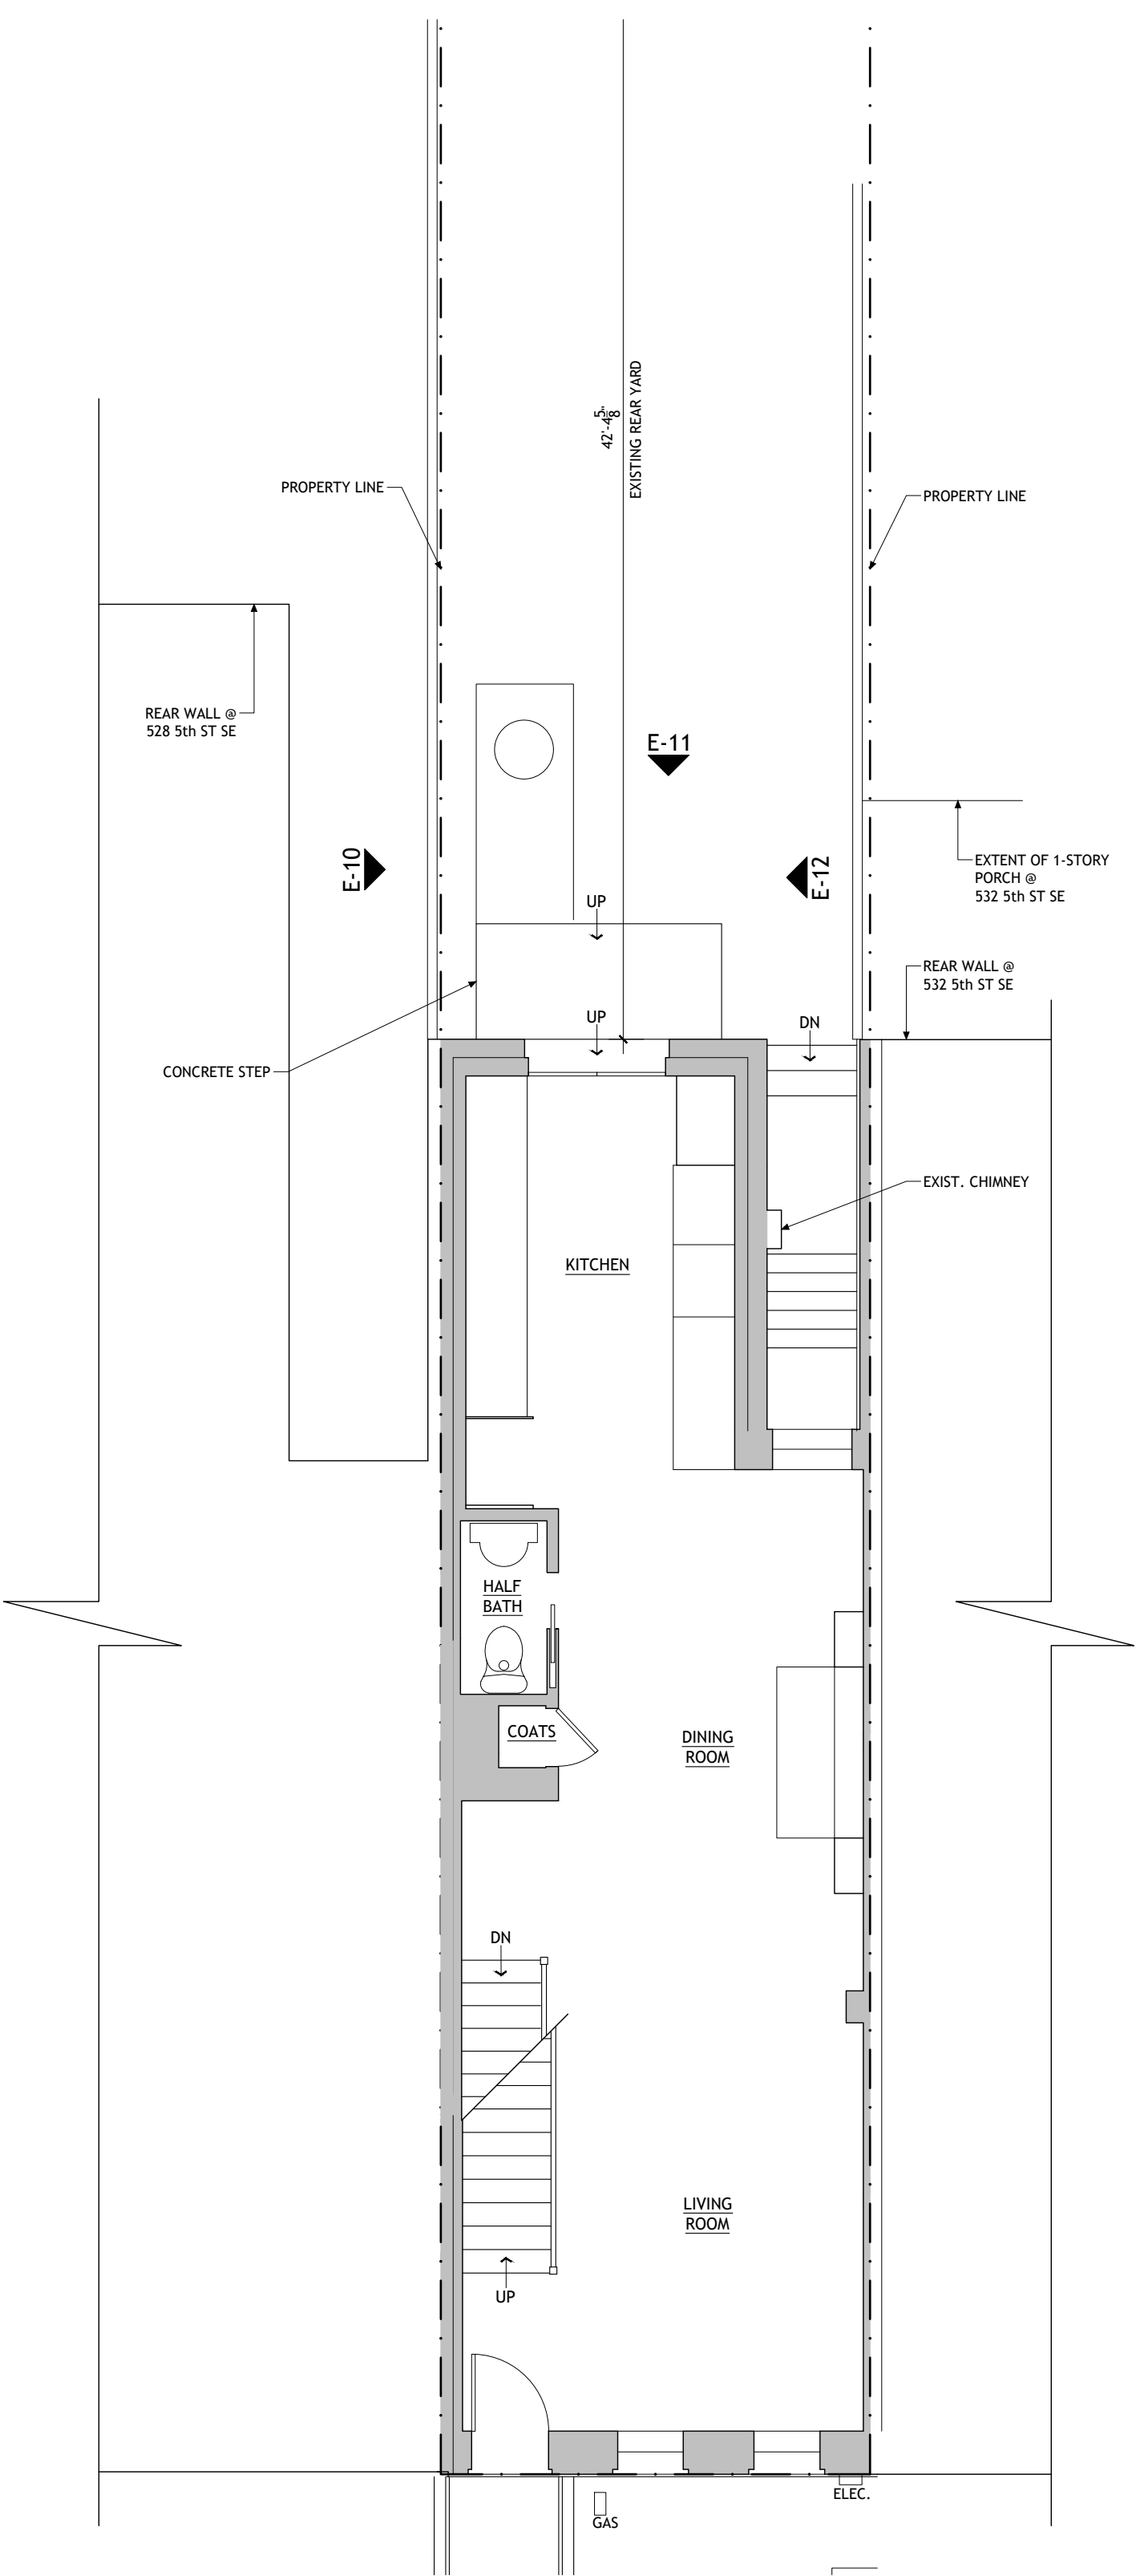 42'-4 5/8"
EXISTING REAR YARD
PROPERTY LINE
PROPERTY LINE
REAR WALL @
528 5th ST SE
E-11
E-10
E-12
EXTENT OF 1-STORY
PORCH @
532 5th ST SE
UP
REAR WALL @
532 5th ST SE
UP
DN
CONCRETE STEP
EXIST. CHIMNEY
KITCHEN
HALF
BATH
COATS
DINING
ROOM
DN
LIVING
ROOM
UP
ELEC.
GAS